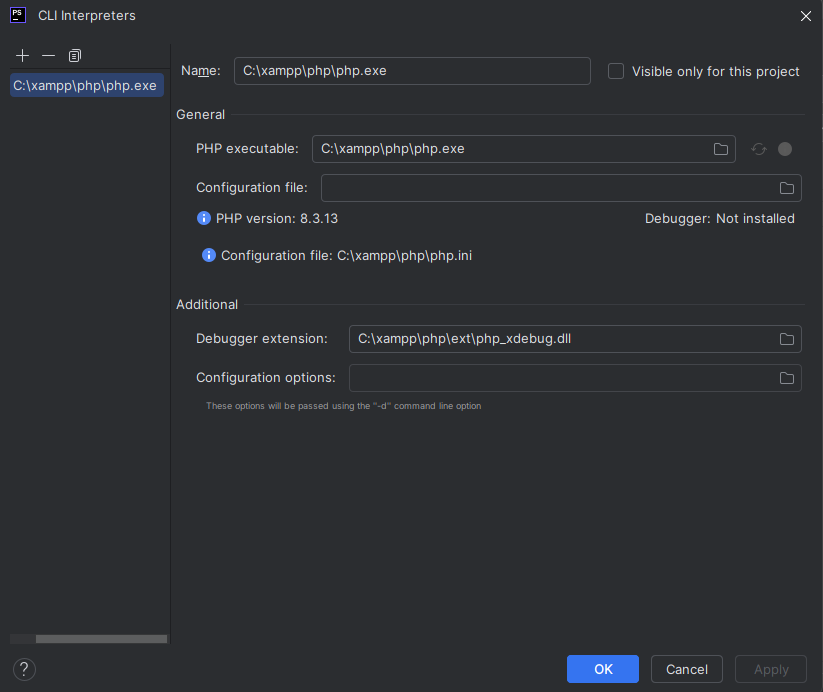 PS CLI Interpreters
C:\xampp\php\php.exe
Name: C:\xampp\php\php.exe Visible only for this project
General
PHP executable: C:\xampp\php\php.exe
Configuration file:
PHP version: 8.3.13 Debugger: Not installed
Configuration file: C:\xampp\php\php.ini
Additional
Debugger extension: C:\xampp\php\ext\php_xdebug.dll
Configuration options:
These options will be passed using the "-d" command line option
? OK Cancel Apply